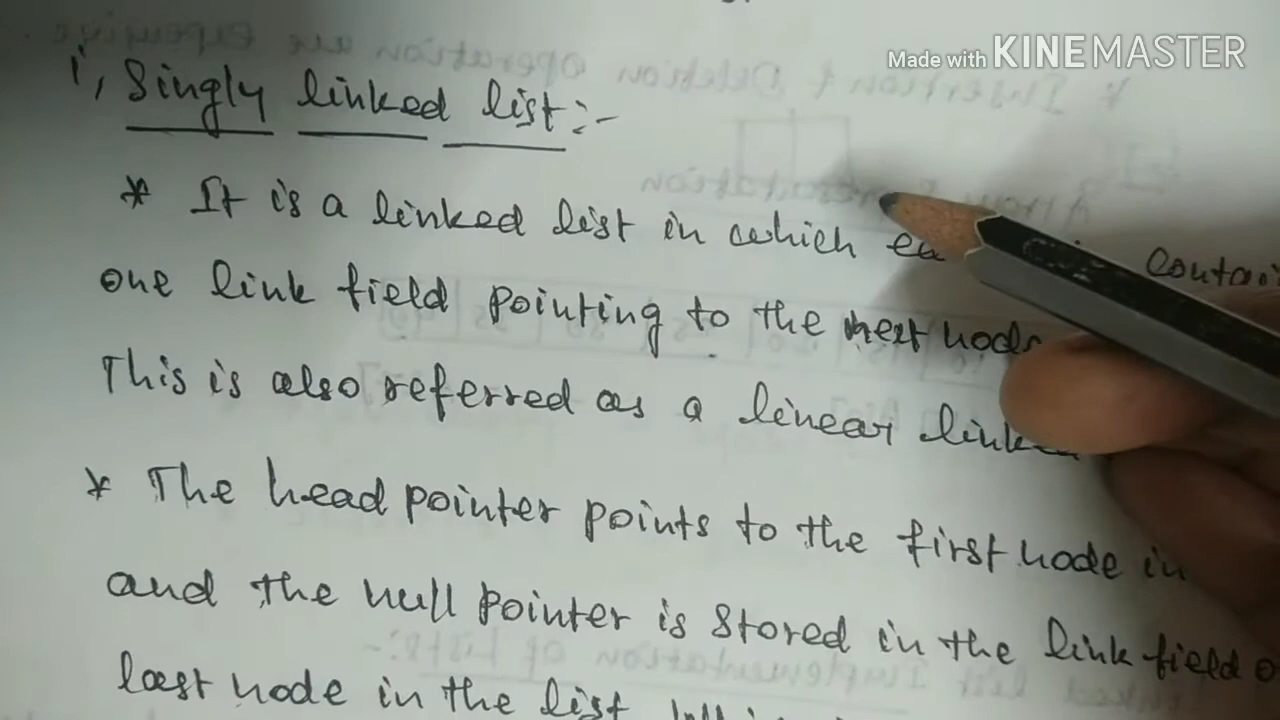 Made with KINEMASTER
i, Singly linked list :-
* It is a linked list in which
one link field pointing to the next node
This is also referred as a linear
* The head pointer points to the first node in
and the null pointer is stored in the link field
last node in the list